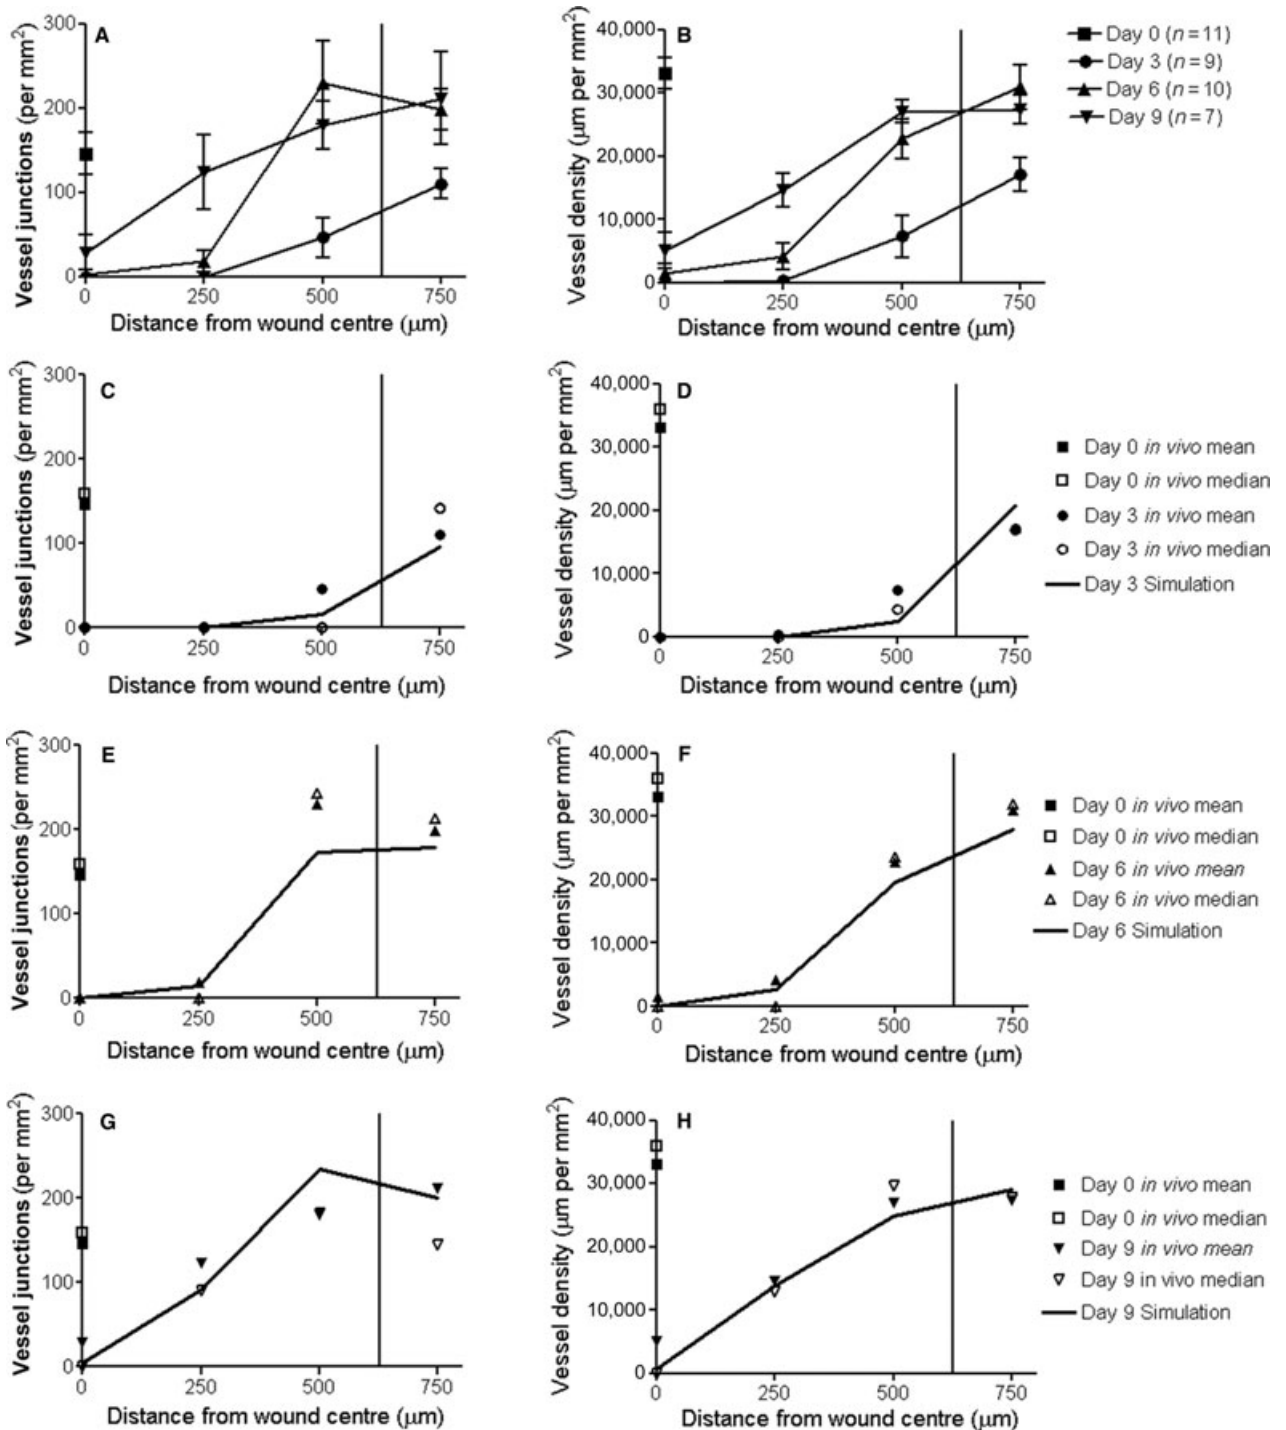 A
Vessel junctions (per mm²)
300
200
100
0
0 250 500 750
Distance from wound centre (μm)
B
Vessel density (μm per mm²)
40,000
30,000
20,000
10,000
0
0 250 500 750
Distance from wound centre (μm)
Day 0 (n=11)
Day 3 (n=9)
Day 6 (n=10)
Day 9 (n=7)
C
Vessel junctions (per mm²)
300
200
100
0
0 250 500 750
Distance from wound centre (μm)
D
Vessel density (μm per mm²)
40,000
30,000
20,000
10,000
0
0 250 500 750
Distance from wound centre (μm)
Day 0 in vivo mean
Day 0 in vivo median
Day 3 in vivo mean
Day 3 in vivo median
Day 3 Simulation
E
Vessel junctions (per mm²)
300
200
100
0
0 250 500 750
Distance from wound centre (μm)
F
Vessel density (μm per mm²)
40,000
30,000
20,000
10,000
0
0 250 500 750
Distance from wound centre (μm)
Day 0 in vivo mean
Day 0 in vivo median
Day 6 in vivo mean
Day 6 in vivo median
Day 6 Simulation
G
Vessel junctions (per mm²)
300
200
100
0
0 250 500 750
Distance from wound centre (μm)
H
Vessel density (μm per mm²)
40,000
30,000
20,000
10,000
0
0 250 500 750
Distance from wound centre (μm)
Day 0 in vivo mean
Day 0 in vivo median
Day 9 in vivo mean
Day 9 in vivo median
Day 9 Simulation